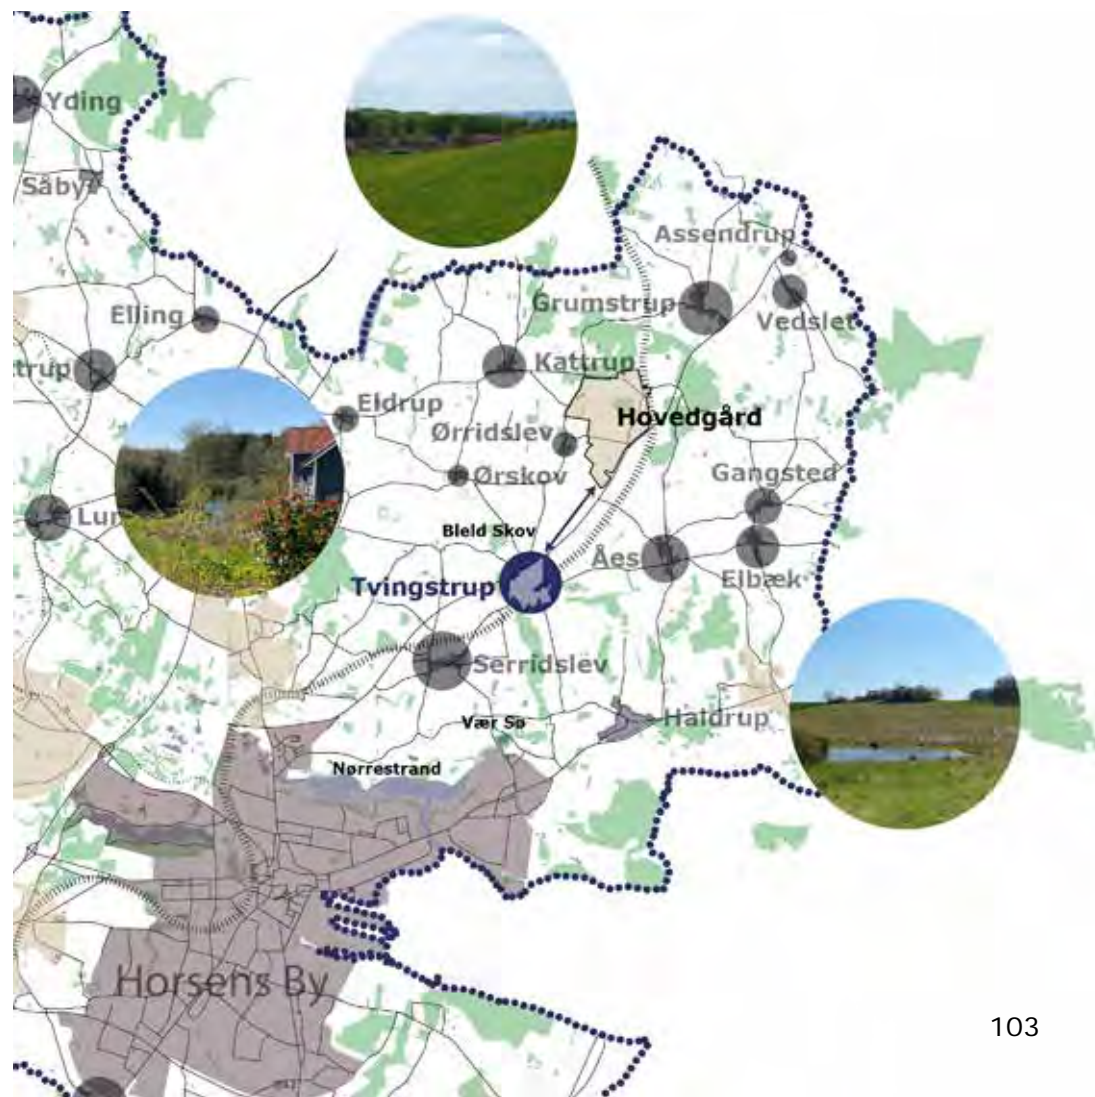 Yding
Såby
Assendrup
Grumstrup
Elling
Vedslet
Kattrup
trup
Eldrup
Hovedgård
Ørridslev
Gangsted
Ørskov
Lun
Bleld Skov
Åes
Elbæk
Tvingstrup
Serridslev
Haldrup
Vær Sø
Nørrestrand
Horsens By
103